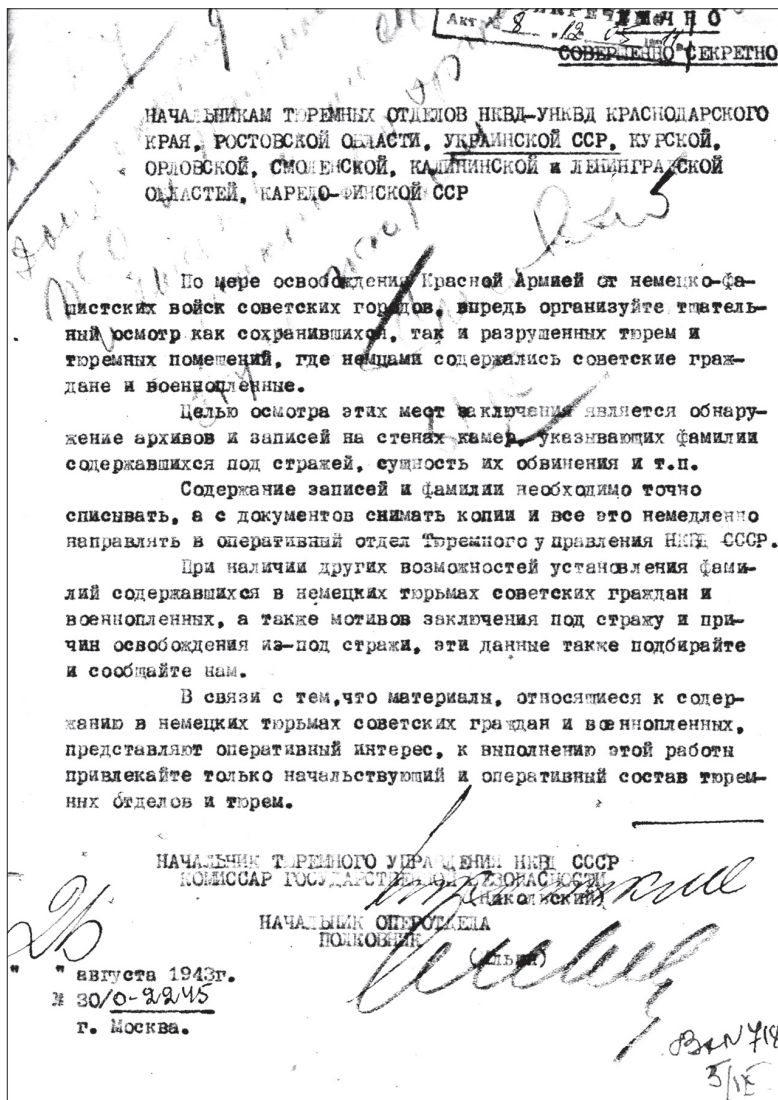 Акт № 8 . 12 05
ЛИЧНО
СОВЕРШЕННО СЕКРЕТНО
НАЧАЛЬНИКАМ ТЮРЕМНЫХ ОТДЕЛОВ НКВД-УНКВД КРАСНОДАРСКОГО
КРАЯ, РОСТОВСКОЙ ОБЛАСТИ, УКРАИНСКОЙ ССР, КУРСКОЙ,
ОРЛОВСКОЙ, СМОЛЕНСКОЙ, КАЛИНИНСКОЙ и ЛЕНИНГРАДСКОЙ
ОБЛАСТЕЙ, КАРЕЛО-ФИНСКОЙ ССР
По мере освобождения Красной Армией от немецко-фа-
шистских войск советских городов, впредь организуйте тщатель-
ный осмотр как сохранившихся, так и разрушенных тюрем и
тюремных помещений, где немцами содержались советские граж-
дане и военнопленные.
Целью осмотра этих мест заключения является обнару-
жение архивов и записей на стенах камер, указывающих фамилии
содержавшихся под стражей, сущность их обвинения и т.п.
Содержание записей и фамилии необходимо точно
списывать, а с документов снимать копии и все это немедленно
направлять в оперативный отдел Тюремного управления НКВД СССР.
При наличии других возможностей установления фами-
лий содержавшихся в немецких тюрьмах советских граждан и
военнопленных, а также мотивов заключения под стражу и при-
чин освобождения из-под стражи, эти данные также подбирайте
и сообщайте нам.
В связи с тем,что материалы, относящиеся к содер-
жанию в немецких тюрьмах советских граждан и военнопленных,
представляют оперативный интерес, к выполнению этой работы
привлекайте только начальствующий и оперативный состав тюрем-
ных отделов и тюрем.
НАЧАЛЬНИК ТЮРЕМНОГО УПРАВЛЕНИЯ НКВД СССР
КОМИССАР ГОСУДАРСТВЕННОЙ БЕЗОПАСНОСТИ
(Никольский)
НАЧАЛЬНИК ОПЕРОТДЕЛА
ПОЛКОВНИК
26
" " августа 1943г.
№ 30/0-2245
г. Москва.
Вх N 718
3/IX